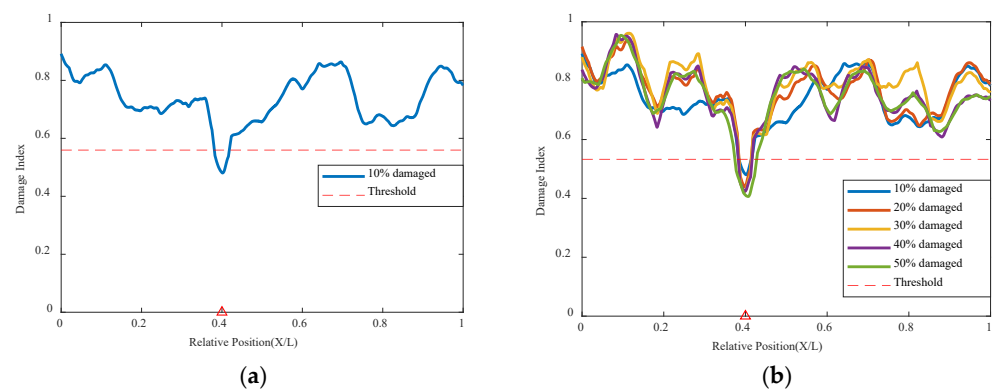 1
0.8
0.6
0.4
0.2
0
Damage Index
10% damaged
Threshold
0
0.2
0.4
0.6
0.8
1
Relative Position(X/L)
(a)
1
0.8
0.6
0.4
0.2
0
Damage Index
10% damaged
20% damaged
30% damaged
40% damaged
50% damaged
Threshold
0
0.2
0.4
0.6
0.8
1
Relative Position(X/L)
(b)